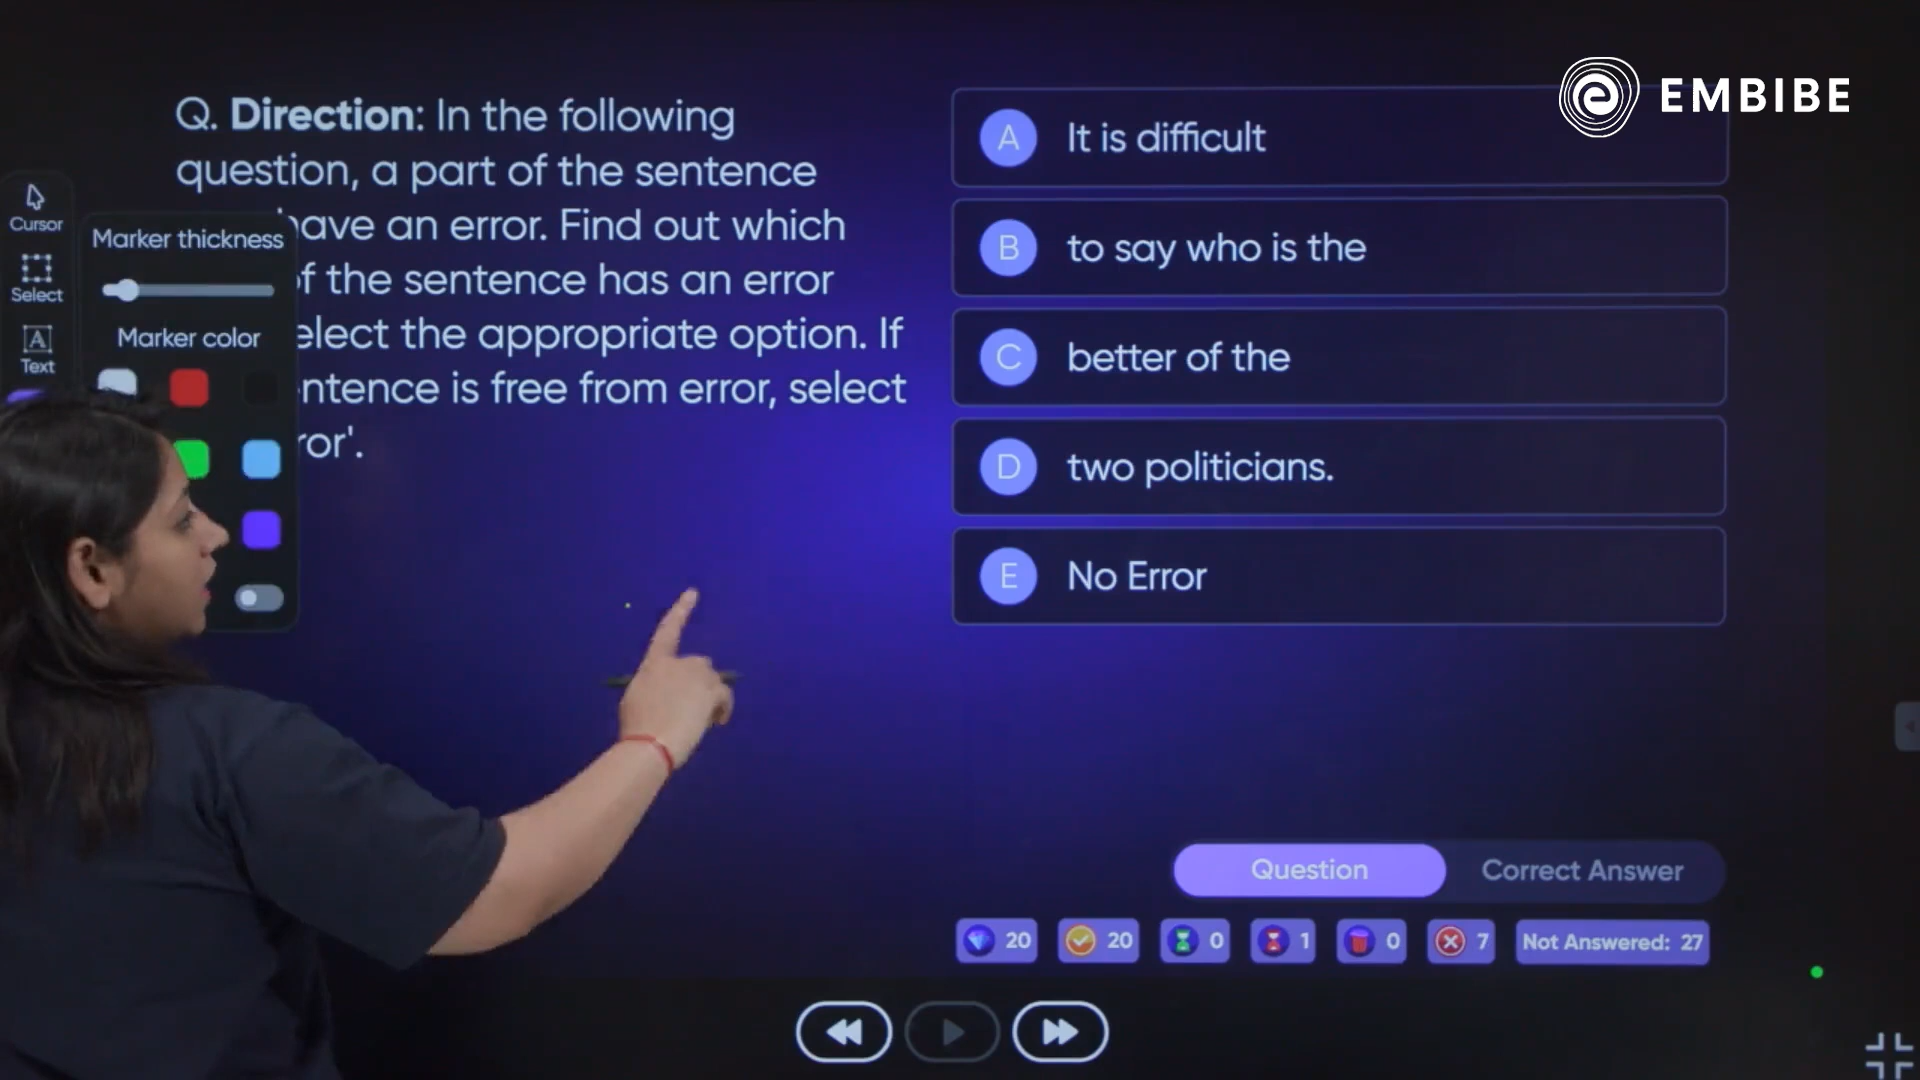 EMBIBE
Q. Direction: In the following
question, a part of the sentence
have an error. Find out which
of the sentence has an error
elect the appropriate option. If
entence is free from error, select
ror'.
Cursor
Select
Text
Marker thickness
Marker color
A It is difficult
B to say who is the
C better of the
D two politicians.
E No Error
Question Correct Answer
20 20 0 1 0 7 Not Answered: 27